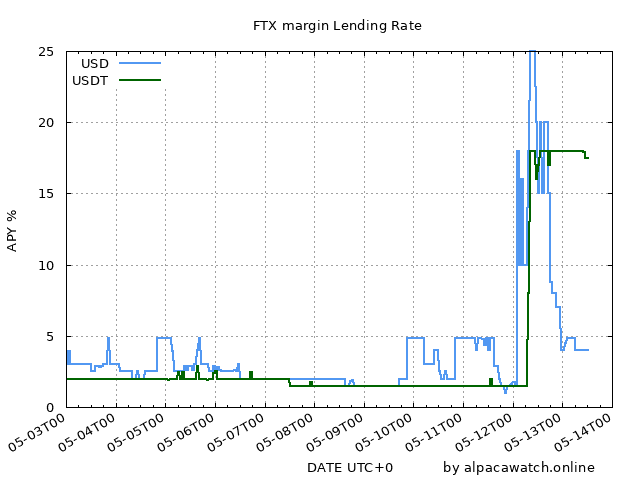 FTX margin Lending Rate
25
20
15
10
5
0
APY %
USD
USDT
05-03T00
05-04T00
05-05T00
05-06T00
05-07T00
05-08T00
05-09T00
05-10T00
05-11T00
05-12T00
05-13T00
05-14T00
DATE UTC+0
by alpacawatch.online